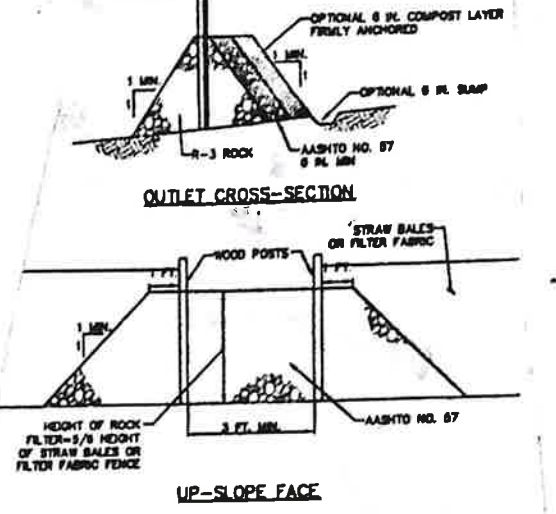 OPTIONAL 6 IN. COMPOST LAYER
FIRMLY ANCHORED
1 MIN.
1
1 MIN.
1
OPTIONAL 6 IN. SUMP
R-3 ROCK
AASHTO NO. 57
6 IN. MIN
OUTLET CROSS-SECTION
STRAW BALES
OR FILTER FABRIC
WOOD POSTS
1 FT.
1 FT.
1 MIN.
1
HEIGHT OF ROCK
FILTER=5/6 HEIGHT
OF STRAW BALES OR
FILTER FABRIC FENCE
3 FT. MIN.
AASHTO NO. 57
UP-SLOPE FACE